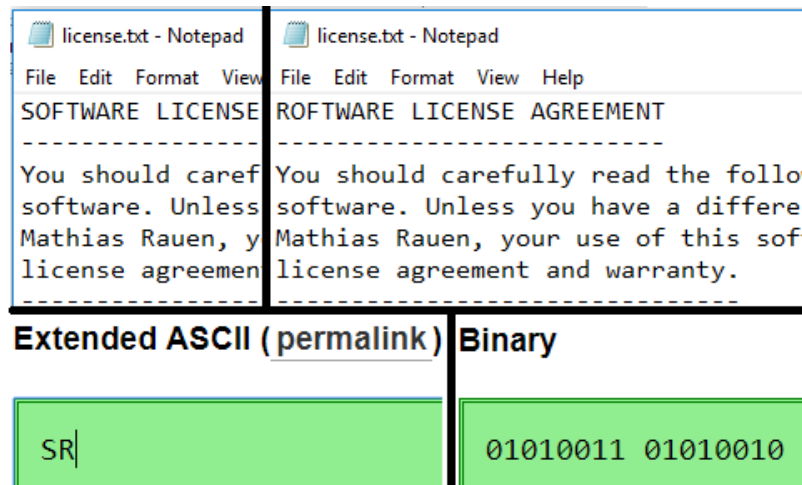 license.txt - Notepad
File Edit Format View
SOFTWARE LICENSE
----------------
You should caref
software. Unless
Mathias Rauen, y
license agreemen
----------------
license.txt - Notepad
File Edit Format View Help
ROFTWARE LICENSE AGREEMENT
--------------------------
You should carefully read the follow
software. Unless you have a differe
Mathias Rauen, your use of this soft
license agreement and warranty.
-------------------------------
Extended ASCII (permalink)
SR
Binary
01010011 01010010